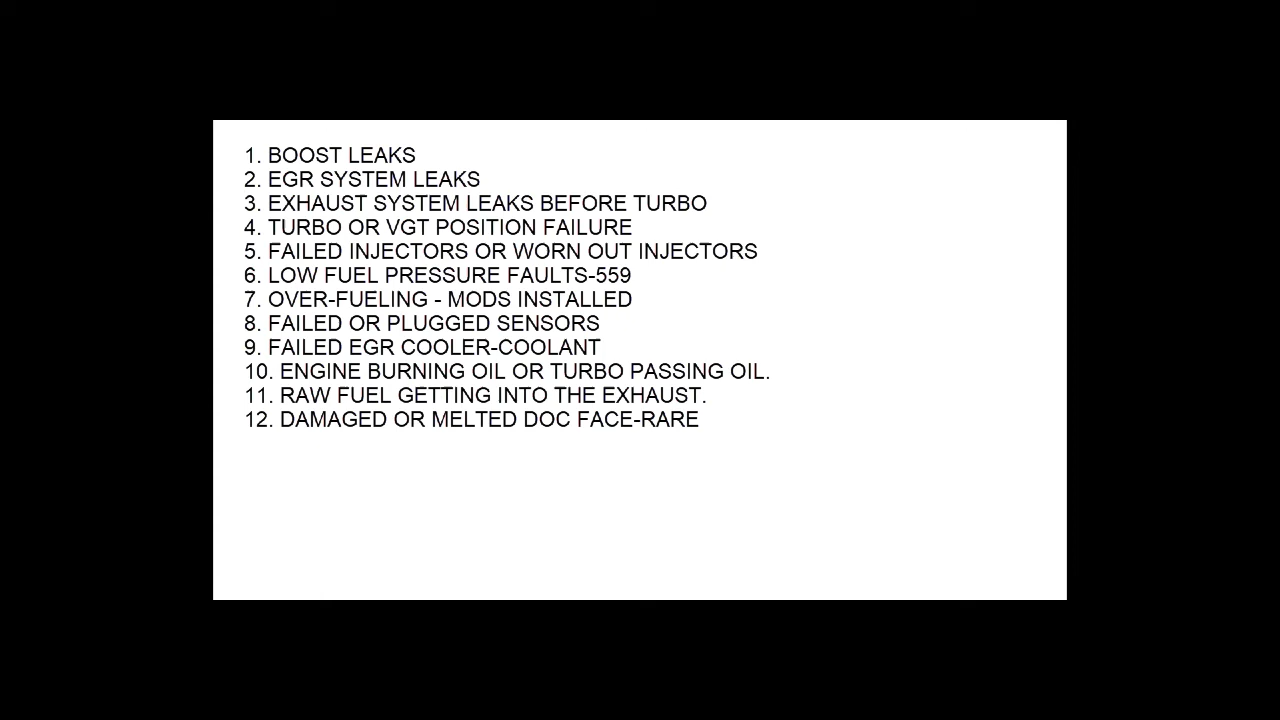 1. BOOST LEAKS
2. EGR SYSTEM LEAKS
3. EXHAUST SYSTEM LEAKS BEFORE TURBO
4. TURBO OR VGT POSITION FAILURE
5. FAILED INJECTORS OR WORN OUT INJECTORS
6. LOW FUEL PRESSURE FAULTS-559
7. OVER-FUELING - MODS INSTALLED
8. FAILED OR PLUGGED SENSORS
9. FAILED EGR COOLER-COOLANT
10. ENGINE BURNING OIL OR TURBO PASSING OIL.
11. RAW FUEL GETTING INTO THE EXHAUST.
12. DAMAGED OR MELTED DOC FACE-RARE